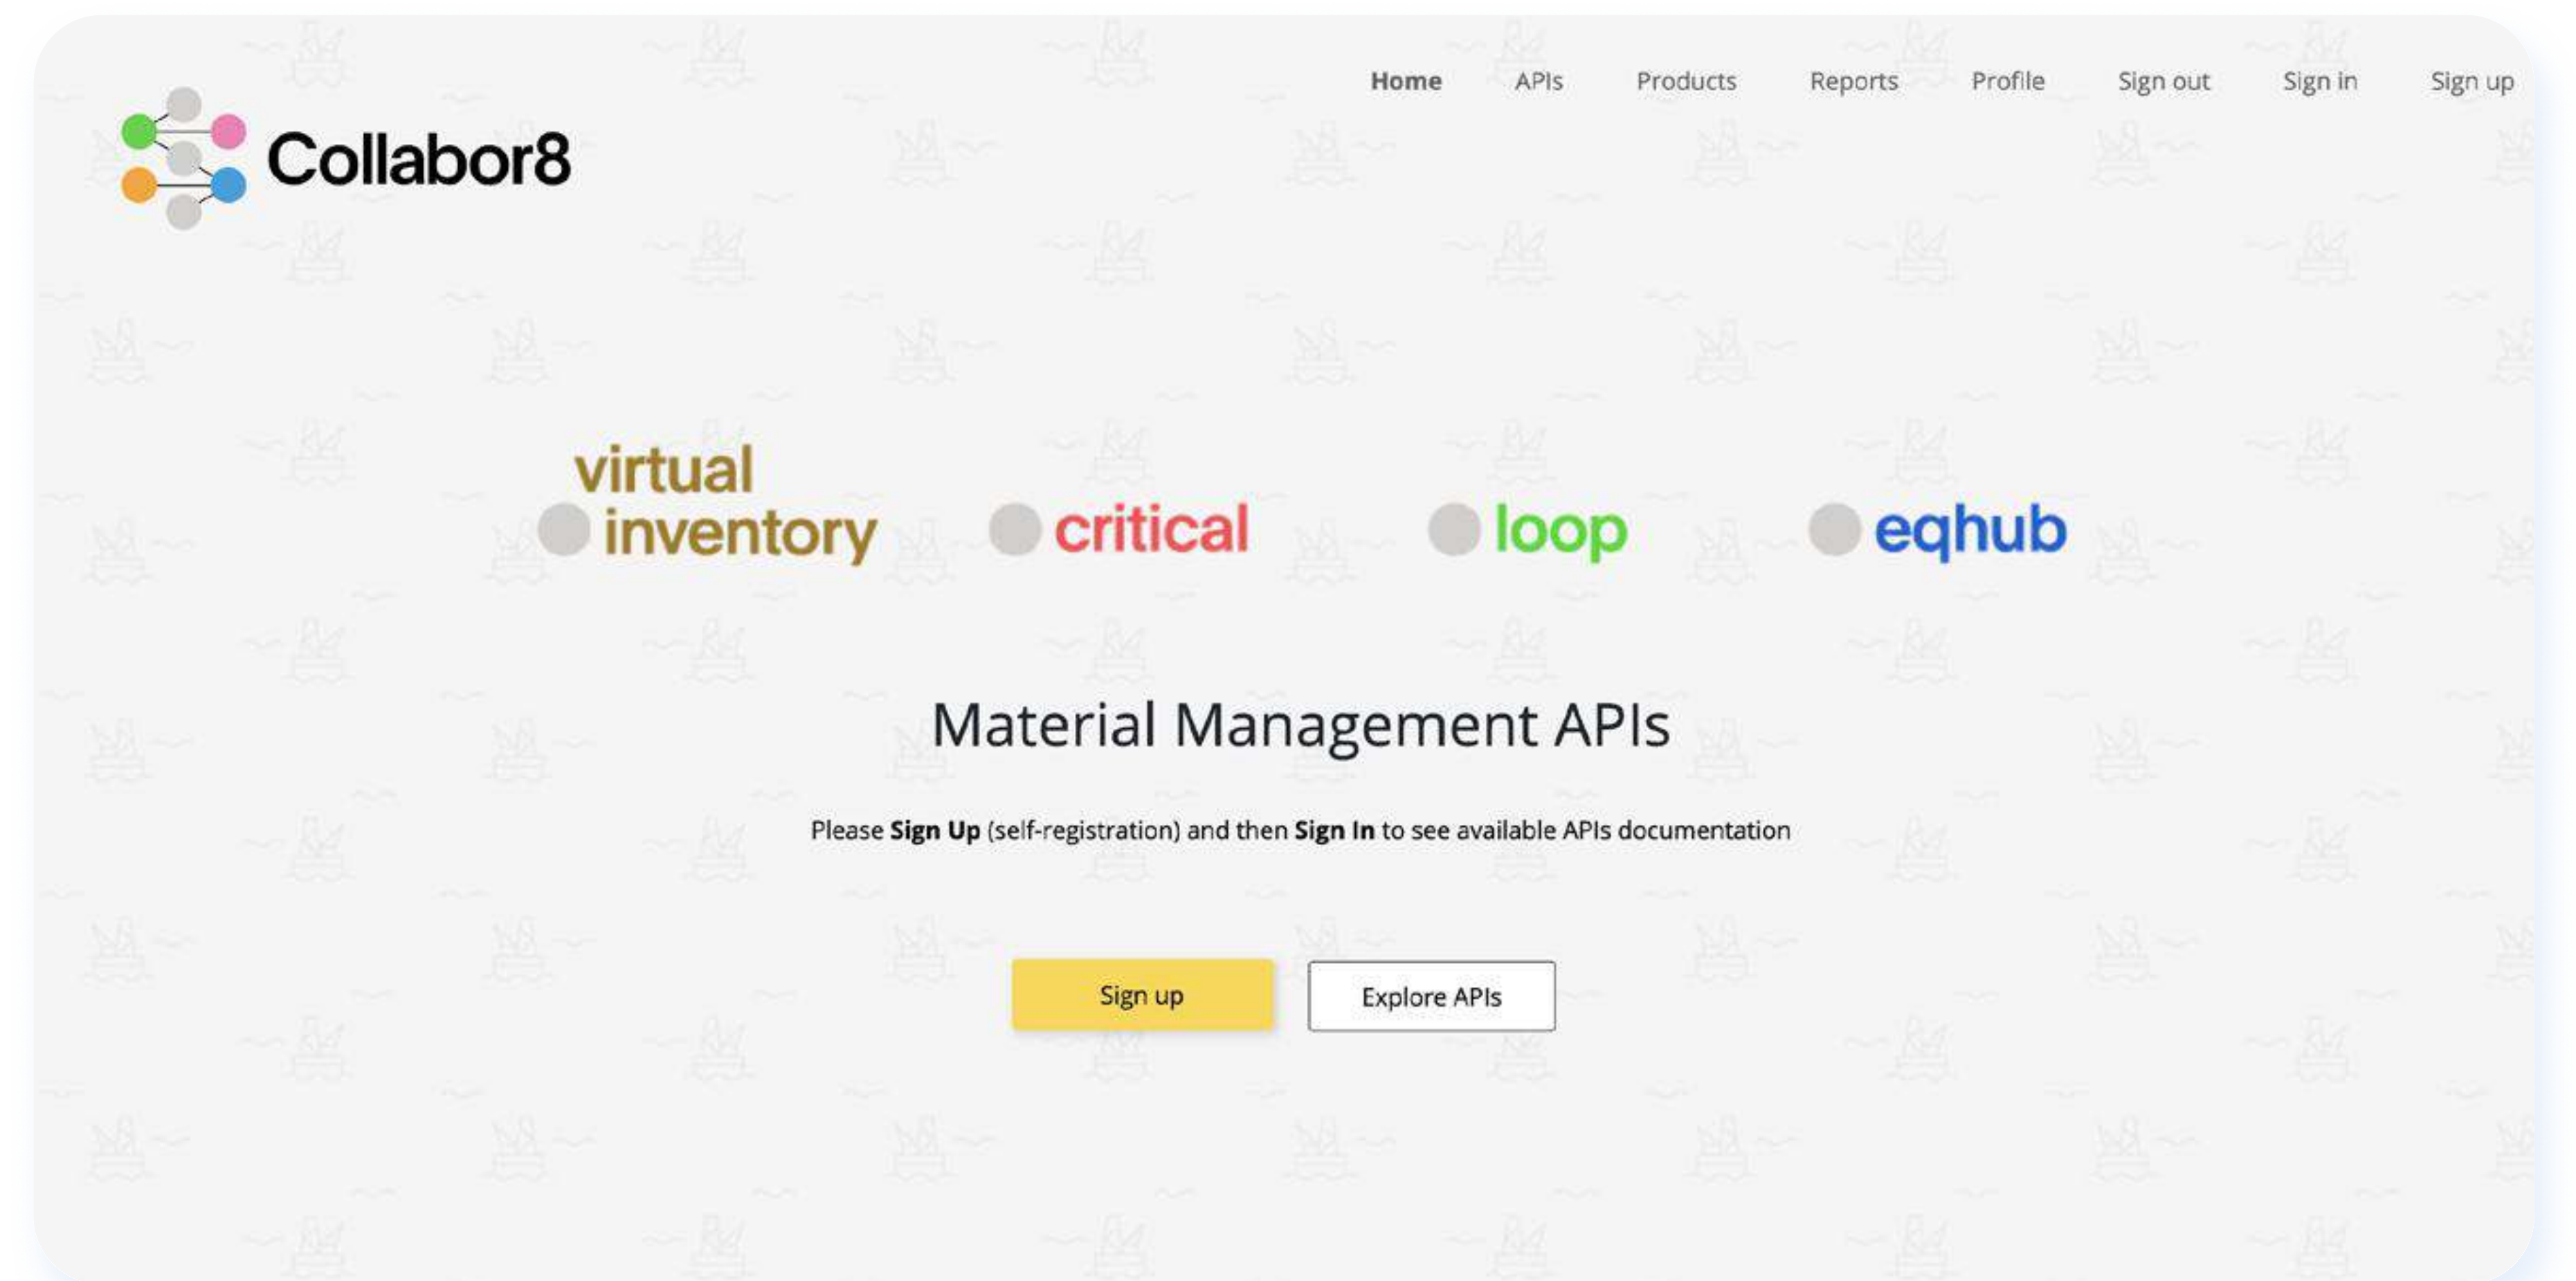 Home APIs Products Reports Profile Sign out Sign in Sign up
Collabor8
virtual
inventory
critical
loop
eqhub
Material Management APIs
Please Sign Up (self-registration) and then Sign In to see available APIs documentation
Sign up
Explore APIs